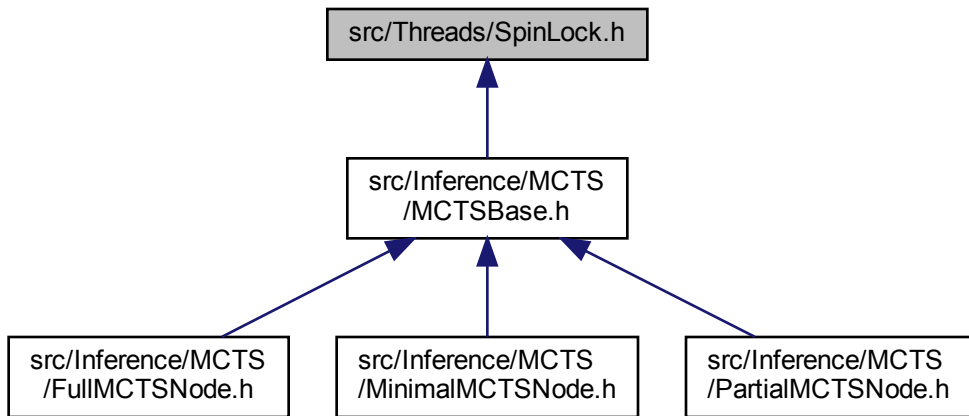 src/Threads/SpinLock.h
src/Inference/MCTS
/MCTSBase.h
src/Inference/MCTS
/FullMCTSNode.h
src/Inference/MCTS
/MinimalMCTSNode.h
src/Inference/MCTS
/PartialMCTSNode.h